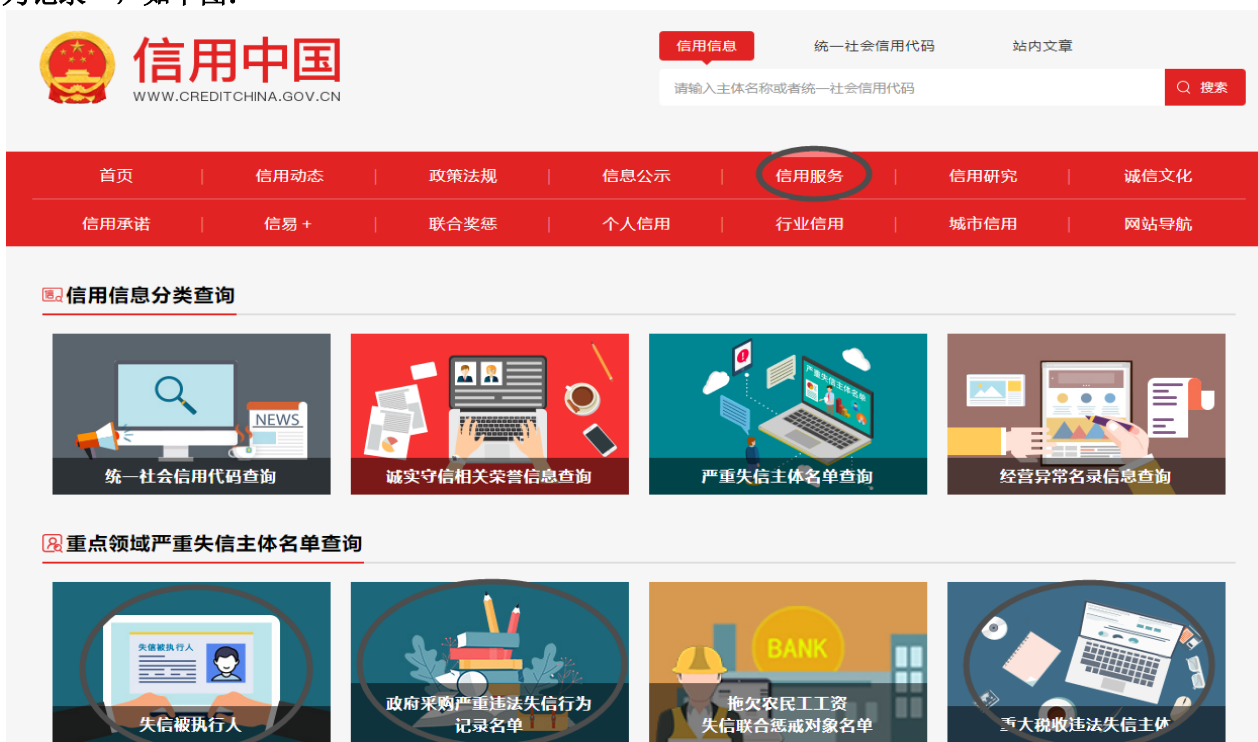 为记录”，如下图：
信用中国
WWW.CREDITCHINA.GOV.CN
信用信息 统一社会信用代码 站内文章
请输入主体名称或者统一社会信用代码 搜索
首页 信用动态 政策法规 信息公示 信用服务 信用研究 诚信文化
信用承诺 信易 + 联合奖惩 个人信用 行业信用 城市信用 网站导航
信用信息分类查询
NEWS
严重失信主体名单
统一社会信用代码查询 诚实守信相关荣誉信息查询 严重失信主体名单查询 经营异常名录信息查询
重点领域严重失信主体名单查询
失信被执行人
BANK
失信被执行人
政府采购严重违法失信行为
记录名单
拖欠农民工工资
失信联合惩戒对象名单
重大税收违法失信主体